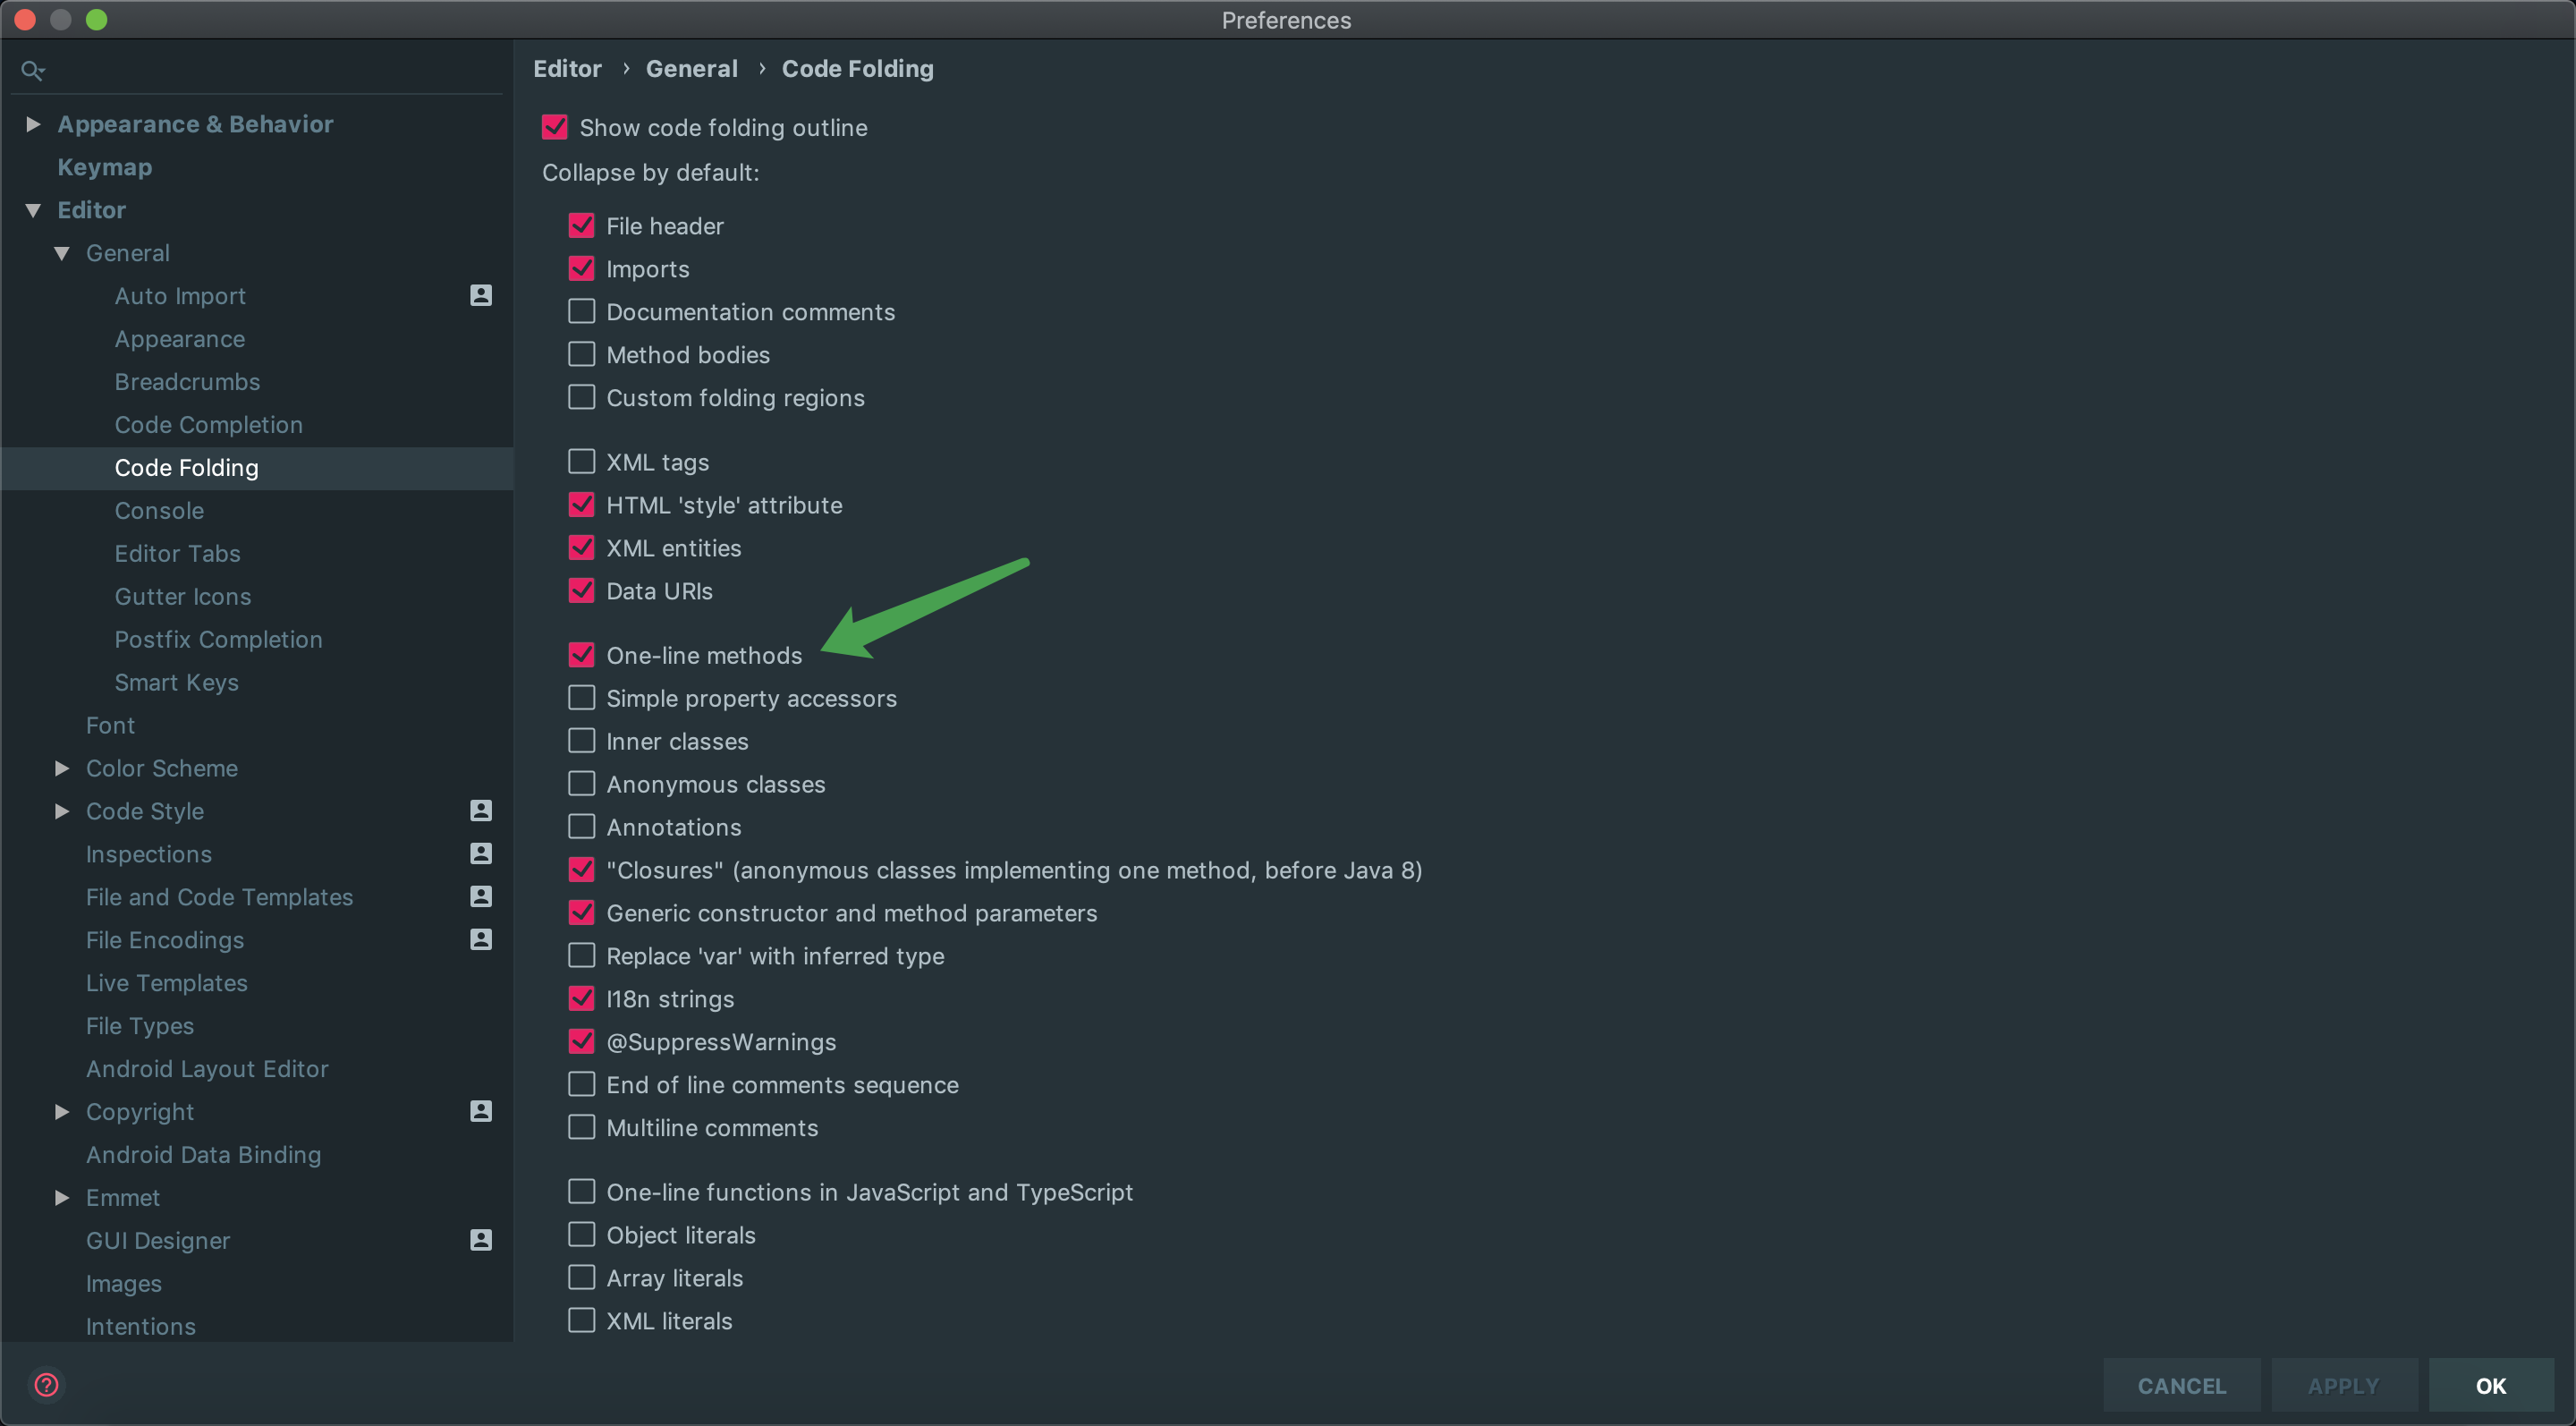 Preferences
Appearance & Behavior
Keymap
Editor
General
Auto Import
Appearance
Breadcrumbs
Code Completion
Code Folding
Console
Editor Tabs
Gutter Icons
Postfix Completion
Smart Keys
Font
Color Scheme
Code Style
Inspections
File and Code Templates
File Encodings
Live Templates
File Types
Android Layout Editor
Copyright
Android Data Binding
Emmet
GUI Designer
Images
Intentions
Editor › General › Code Folding
Show code folding outline
Collapse by default:
File header
Imports
Documentation comments
Method bodies
Custom folding regions
XML tags
HTML 'style' attribute
XML entities
Data URIs
One-line methods
Simple property accessors
Inner classes
Anonymous classes
Annotations
"Closures" (anonymous classes implementing one method, before Java 8)
Generic constructor and method parameters
Replace 'var' with inferred type
I18n strings
@SuppressWarnings
End of line comments sequence
Multiline comments
One-line functions in JavaScript and TypeScript
Object literals
Array literals
XML literals
?
CANCEL APPLY OK